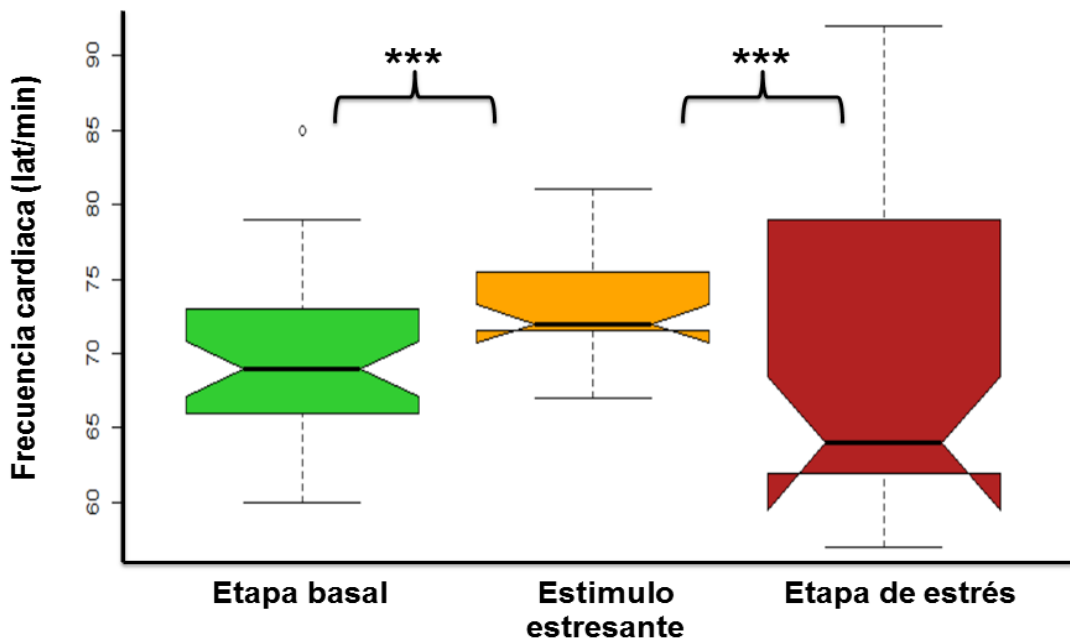 Frecuencia cardiaca (lat/min)
90
85
80
75
70
65
60
*** ***
Etapa basal
Estimulo
estresante
Etapa de estrés